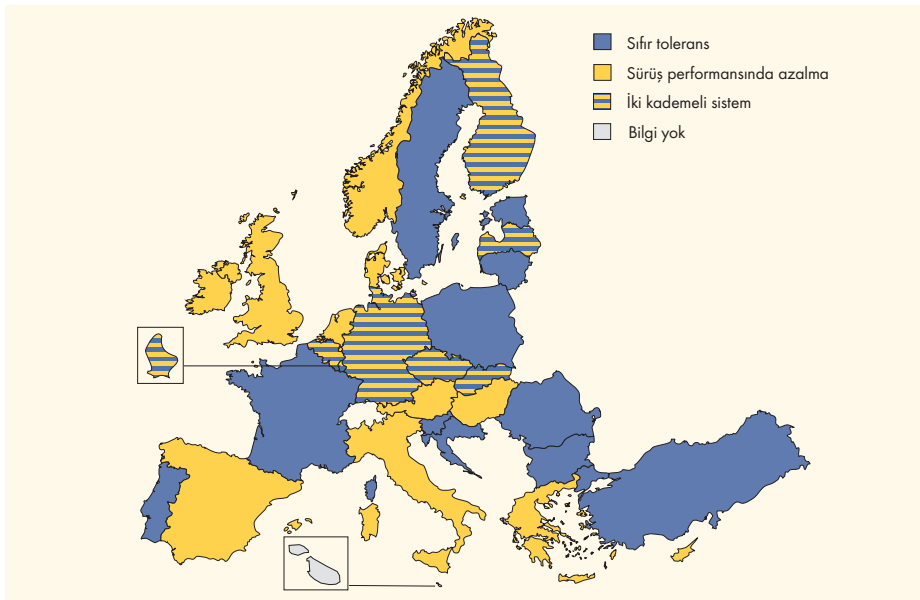 Sıfır tolerans
Sürüş performansında azalma
İki kademeli sistem
Bilgi yok